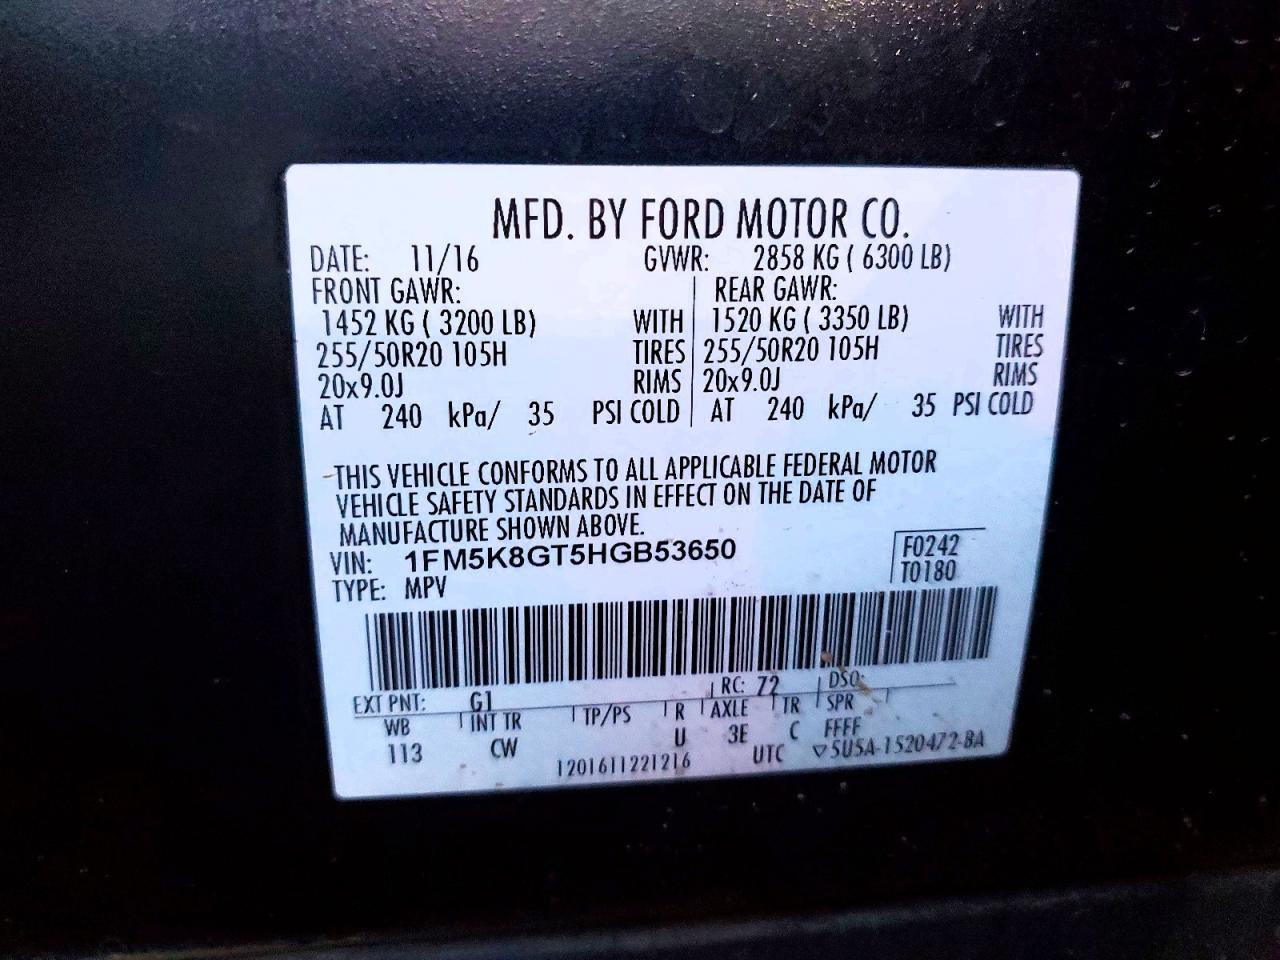 MFD. BY FORD MOTOR CO.
DATE: 11/16 GVWR: 2858 KG ( 6300 LB)
FRONT GAWR: REAR GAWR:
1452 KG ( 3200 LB) WITH 1520 KG ( 3350 LB) WITH
255/50R20 105H TIRES 255/50R20 105H TIRES
20x9.0J RIMS 20x9.0J RIMS
AT 240 kPa/ 35 PSI COLD AT 240 kPa/ 35 PSI COLD
THIS VEHICLE CONFORMS TO ALL APPLICABLE FEDERAL MOTOR
VEHICLE SAFETY STANDARDS IN EFFECT ON THE DATE OF
MANUFACTURE SHOWN ABOVE.
VIN: 1FM5K8GT5HGB53650 F0242
TYPE: MPV T0180
EXT PNT: G1 RC: 72 DSO:
WB INT TR TP/PS R AXLE TR SPR
113 CW U 3E C FFFF
1201611221216 UTC ▽5U5A-1520472-BA